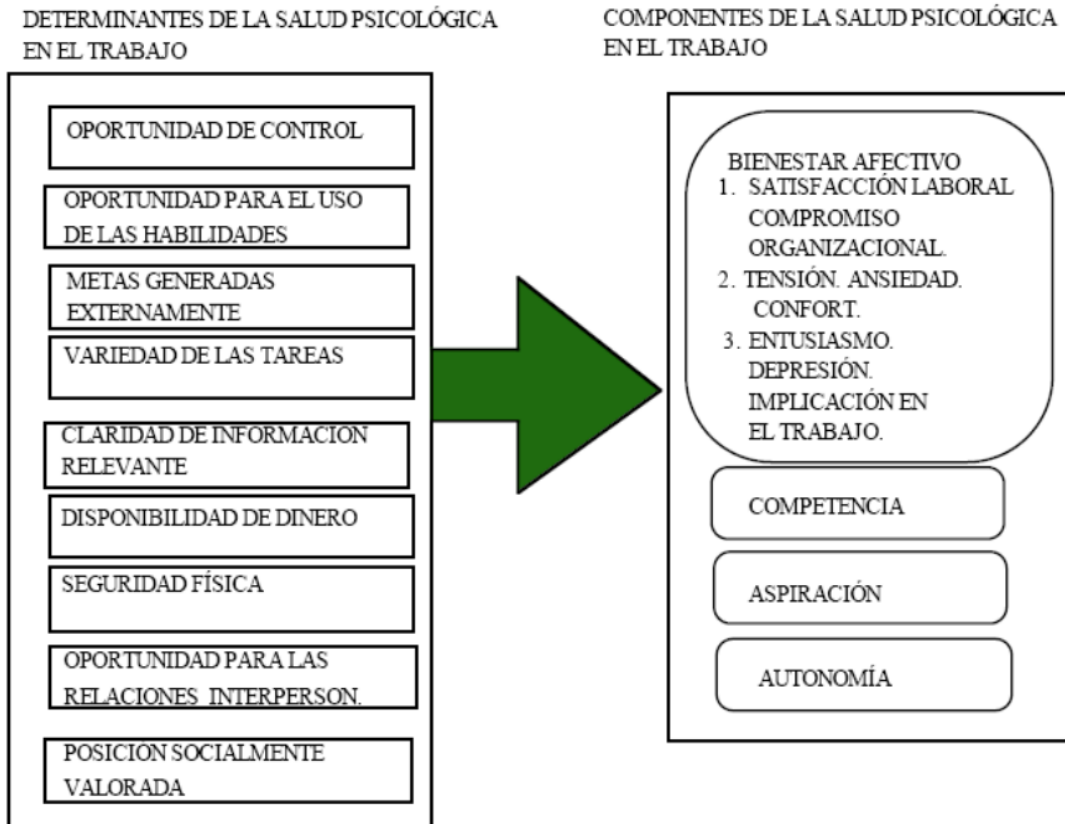 DETERMINANTES DE LA SALUD PSICOLÓGICA
EN EL TRABAJO
OPORTUNIDAD DE CONTROL
OPORTUNIDAD PARA EL USO
DE LAS HABILIDADES
METAS GENERADAS
EXTERNAMENTE
VARIEDAD DE LAS TAREAS
CLARIDAD DE INFORMACION
RELEVANTE
DISPONIBILIDAD DE DINERO
SEGURIDAD FÍSICA
OPORTUNIDAD PARA LAS
RELACIONES INTERPERSON.
POSICIÓN SOCIALMENTE
VALORADA
COMPONENTES DE LA SALUD PSICOLÓGICA
EN EL TRABAJO
BIENESTAR AFECTIVO
1. SATISFACCIÓN LABORAL
COMPROMISO
ORGANIZACIONAL.
2. TENSIÓN. ANSIEDAD.
CONFORT.
3. ENTUSIASMO.
DEPRESIÓN.
IMPLICACIÓN EN
EL TRABAJO.
COMPETENCIA
ASPIRACIÓN
AUTONOMÍA